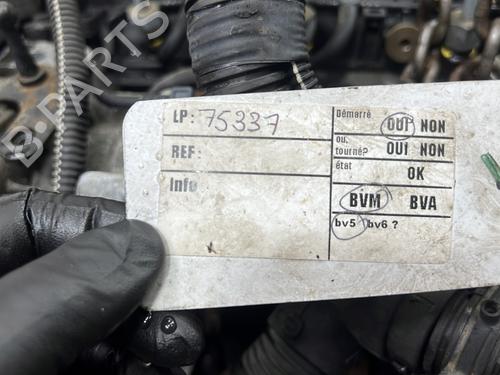 LP: 75337
REF:
Info
Démarré OUI NON
ou, tourné? OUI NON
état OK
BVM BVA
bv5 bv6 ?
B-PARTS